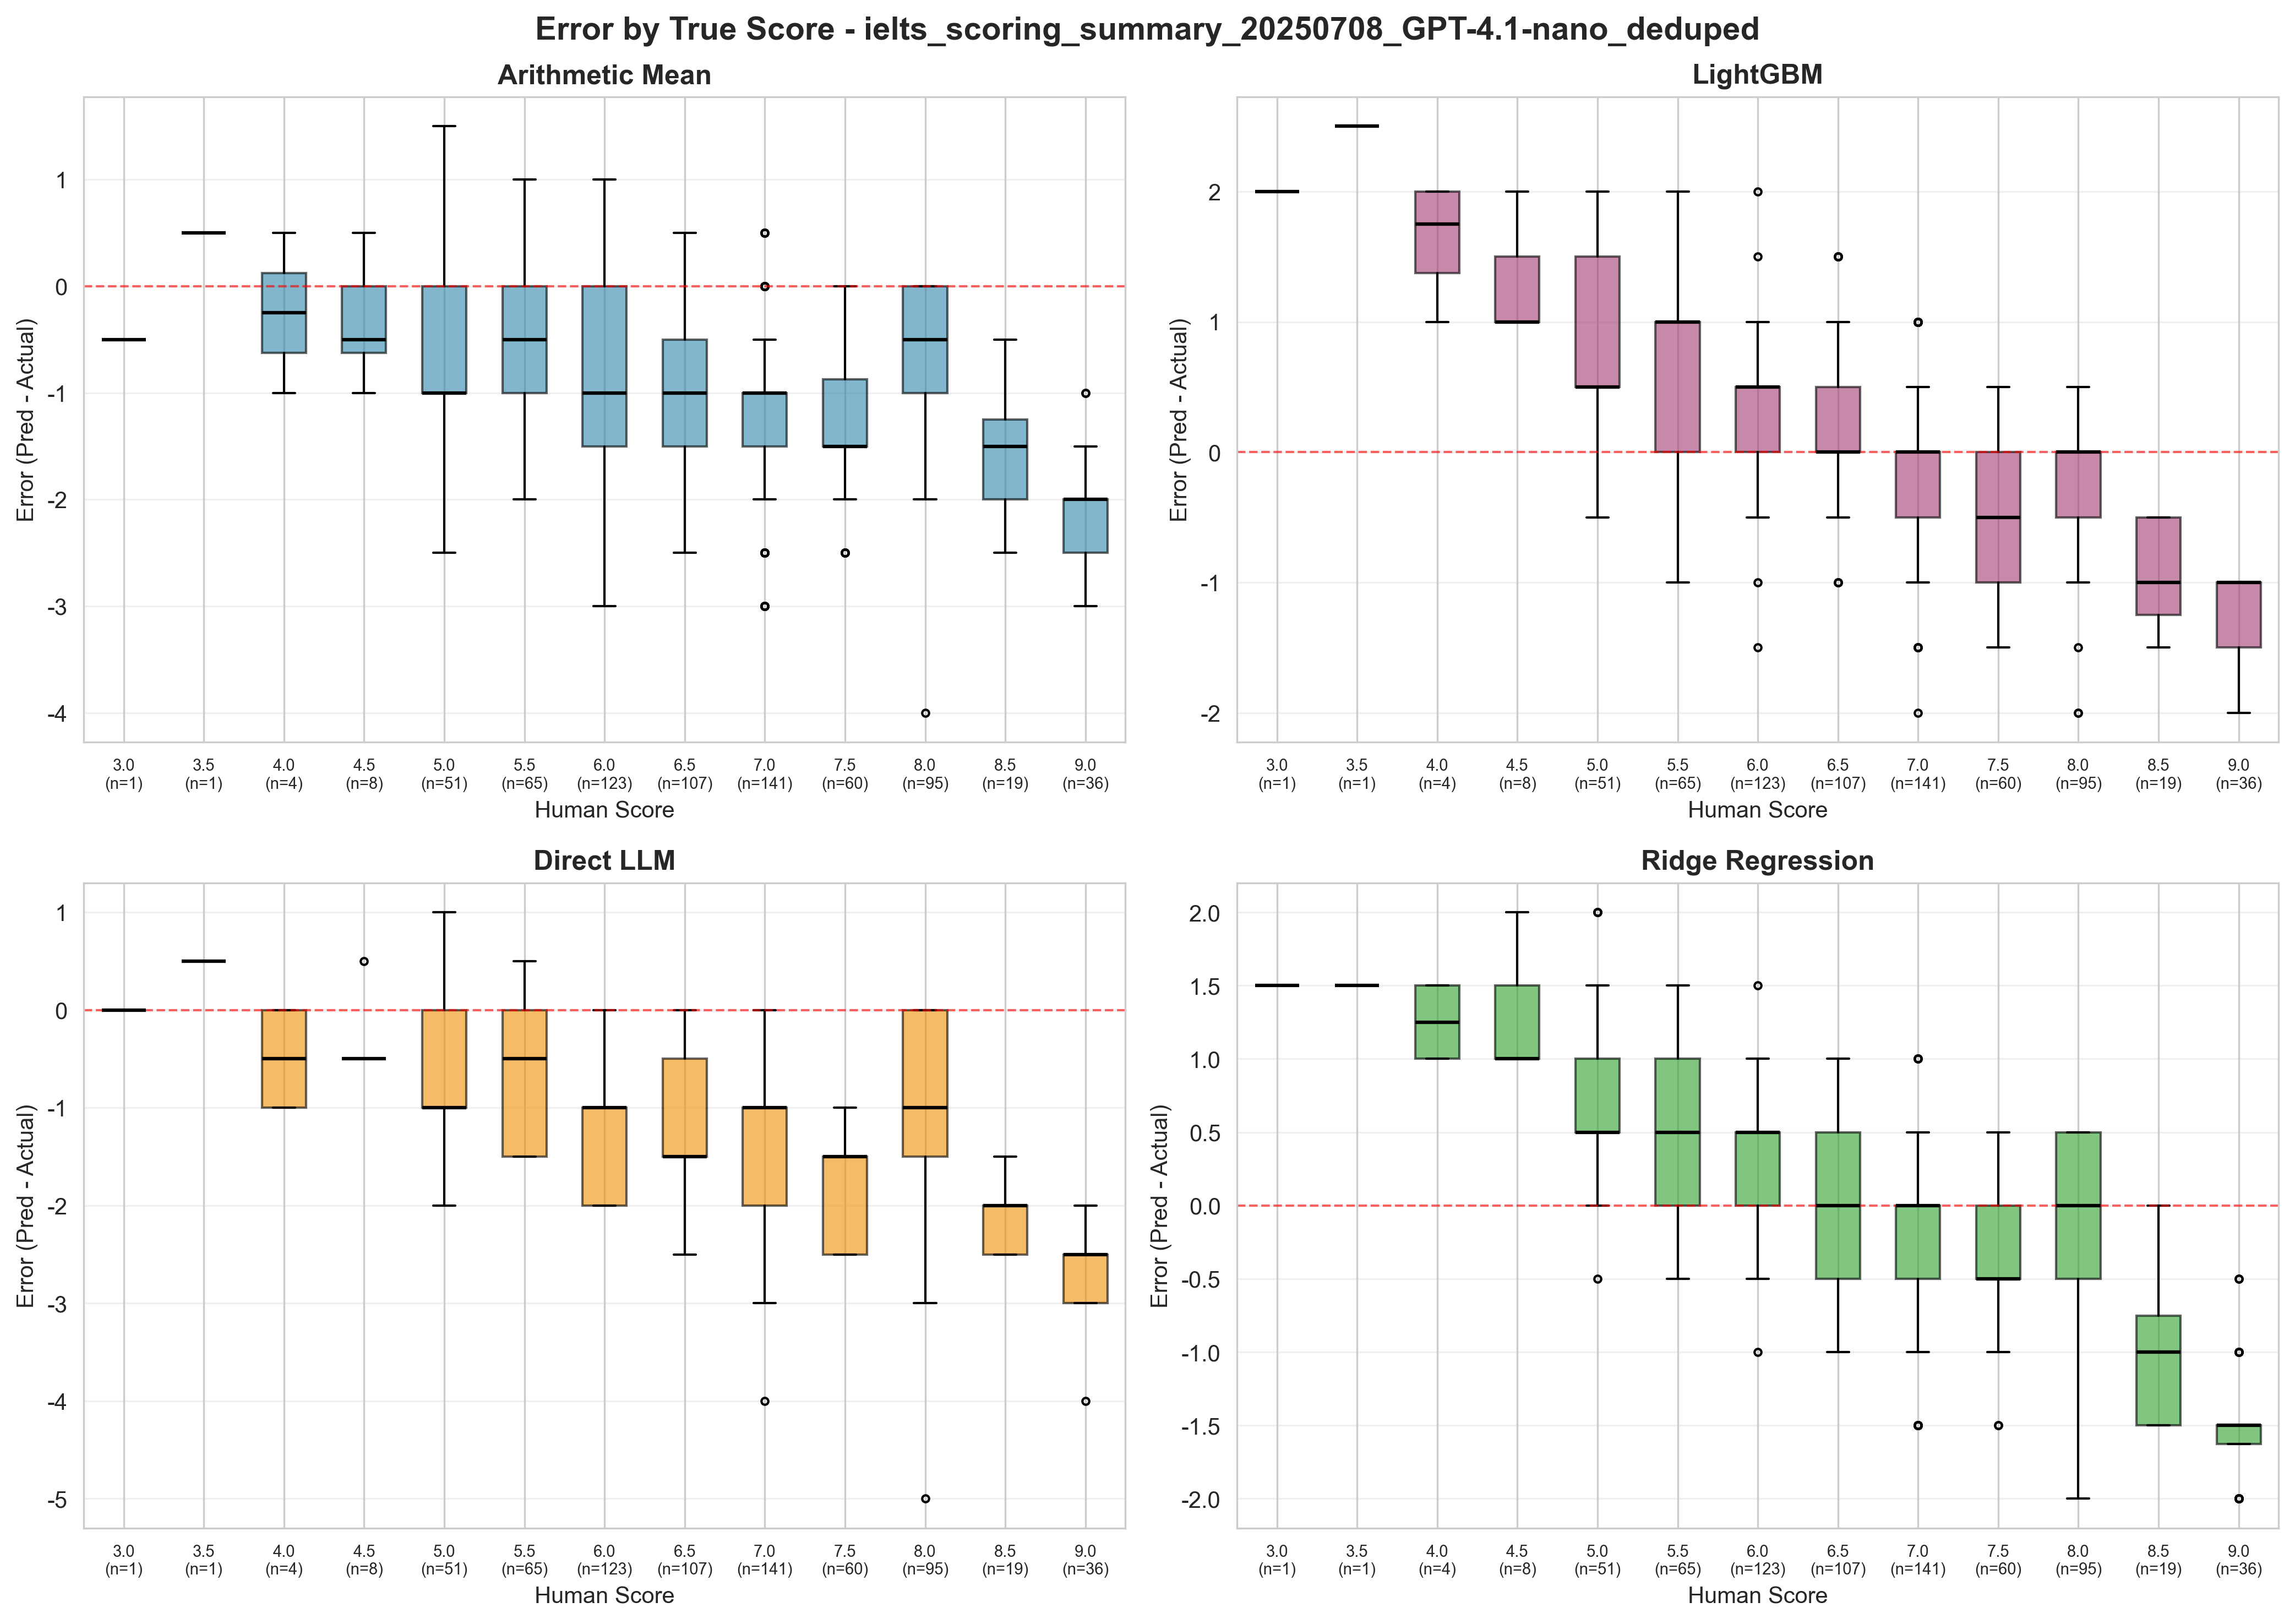 Error by True Score - ielts_scoring_summary_20250708_GPT-4.1-nano_deduped
Arithmetic Mean
Error (Pred - Actual)
1
0
-1
-2
-3
-4
3.0 3.5 4.0 4.5 5.0 5.5 6.0 6.5 7.0 7.5 8.0 8.5 9.0
(n=1) (n=1) (n=4) (n=8) (n=51) (n=65) (n=123) (n=107) (n=141) (n=60) (n=95) (n=19) (n=36)
Human Score
LightGBM
Error (Pred - Actual)
2
1
0
-1
-2
3.0 3.5 4.0 4.5 5.0 5.5 6.0 6.5 7.0 7.5 8.0 8.5 9.0
(n=1) (n=1) (n=4) (n=8) (n=51) (n=65) (n=123) (n=107) (n=141) (n=60) (n=95) (n=19) (n=36)
Human Score
Direct LLM
Error (Pred - Actual)
1
0
-1
-2
-3
-4
-5
3.0 3.5 4.0 4.5 5.0 5.5 6.0 6.5 7.0 7.5 8.0 8.5 9.0
(n=1) (n=1) (n=4) (n=8) (n=51) (n=65) (n=123) (n=107) (n=141) (n=60) (n=95) (n=19) (n=36)
Human Score
Ridge Regression
Error (Pred - Actual)
2.0
1.5
1.0
0.5
0.0
-0.5
-1.0
-1.5
-2.0
3.0 3.5 4.0 4.5 5.0 5.5 6.0 6.5 7.0 7.5 8.0 8.5 9.0
(n=1) (n=1) (n=4) (n=8) (n=51) (n=65) (n=123) (n=107) (n=141) (n=60) (n=95) (n=19) (n=36)
Human Score